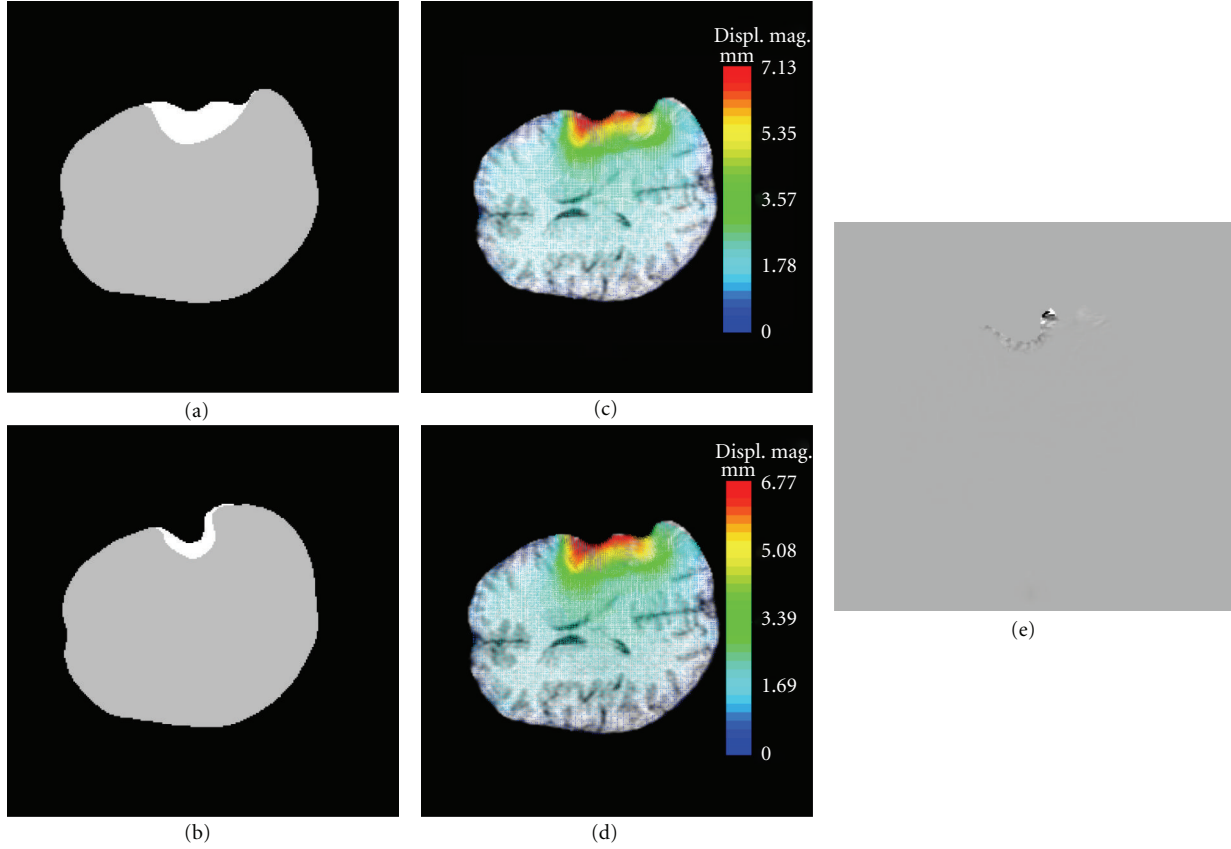 (a)
Displ. mag.
mm
7.13
5.35
3.57
1.78
0
(c)
(b)
Displ. mag.
mm
6.77
5.08
3.39
1.69
0
(d)
(e)